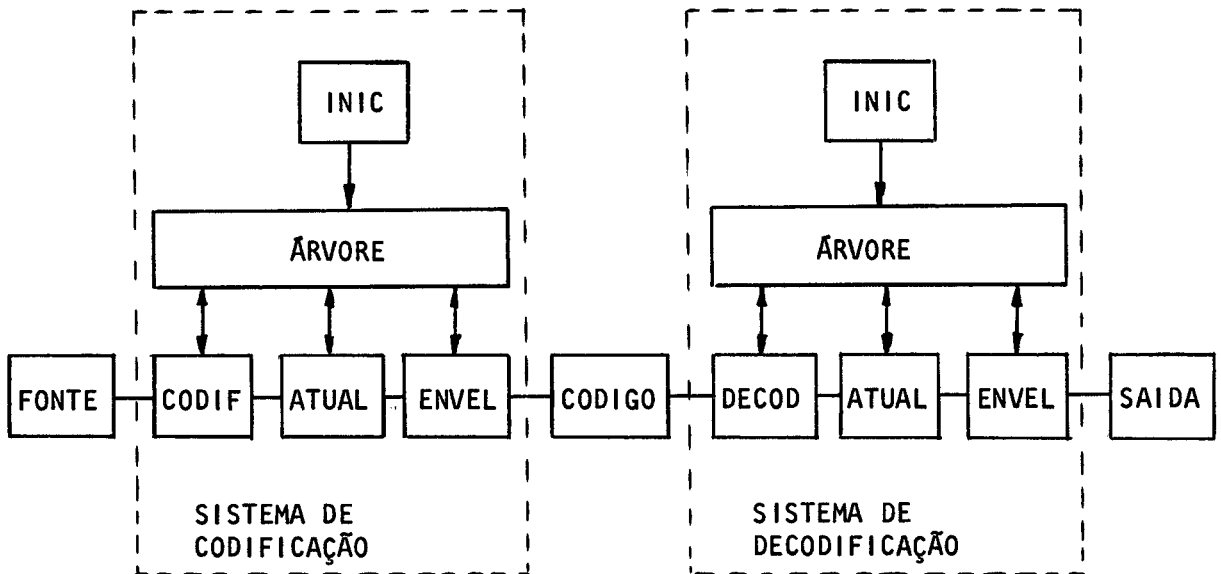 INIC
INIC
ÁRVORE
ÁRVORE
FONTE
CODIF
ATUAL
ENVEL
CODIGO
DECOD
ATUAL
ENVEL
SAIDA
SISTEMA DE
CODIFICAÇÃO
SISTEMA DE
DECODIFICAÇÃO